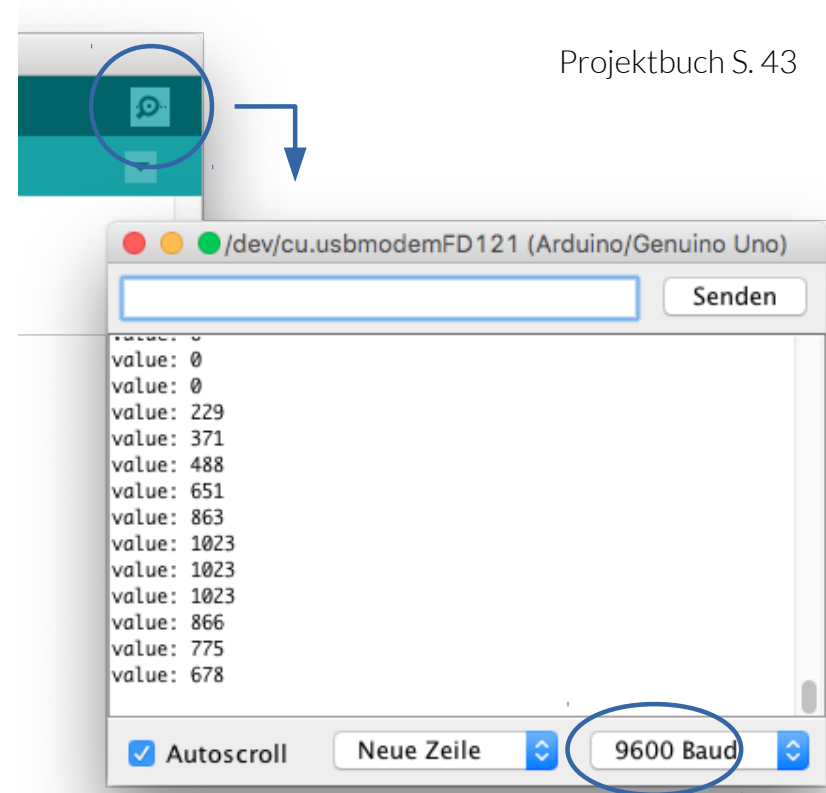 Projektbuch S. 43
/dev/cu.usbmodemFD121 (Arduino/Genuino Uno)
Senden
value: 0
value: 0
value: 229
value: 371
value: 488
value: 651
value: 863
value: 1023
value: 1023
value: 1023
value: 866
value: 775
value: 678
Autoscroll Neue Zeile 9600 Baud